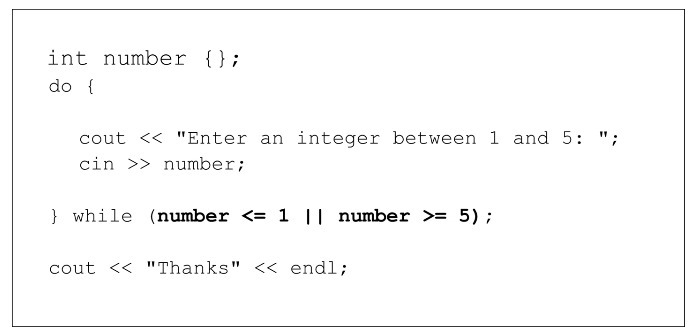 int number {};
do {
cout << "Enter an integer between 1 and 5: ";
cin >> number;
} while (number <= 1 || number >= 5);
cout << "Thanks" << endl;